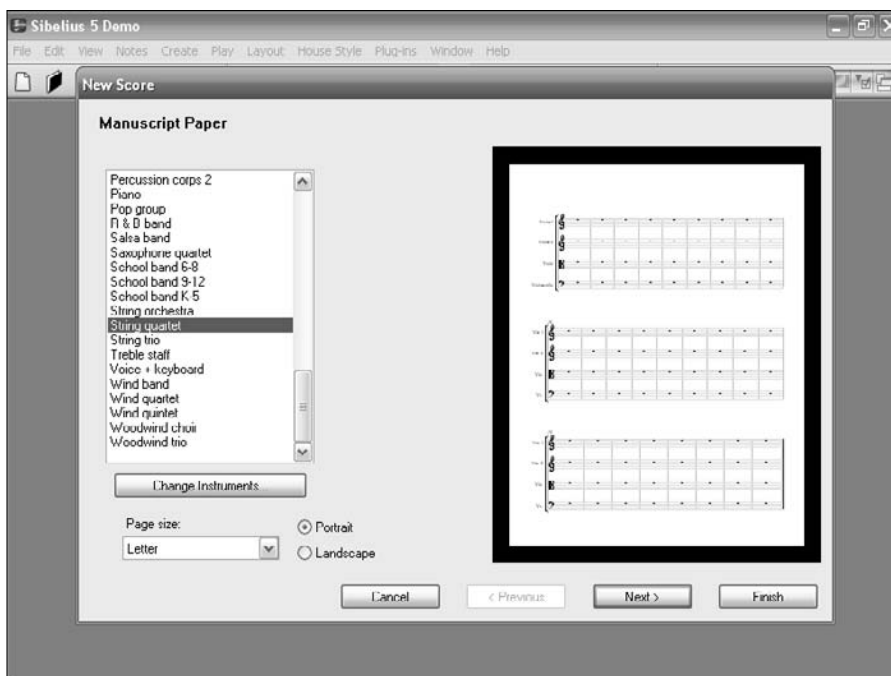 Sibelius 5 Demo
File Edit View Notes Create Play Layout House Style Plug-ins Window Help
New Score
Manuscript Paper
Percussion corps 2
Piano
Pop group
R & B band
Salsa band
Saxophone quartet
School band 6-8
School band 9-12
School band K-5
String orchestra
String quartet
String trio
Treble staff
Voice + keyboard
Wind band
Wind quartet
Wind quintet
Woodwind choir
Woodwind trio
Change Instruments...
Page size:
Letter
Portrait
Landscape
Cancel
< Previous
Next >
Finish